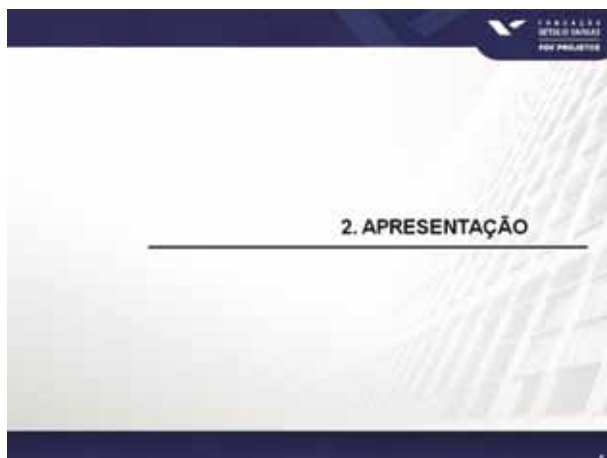 FUNDAÇÃO
GETULIO VARGAS
FGV PROJETOS
2. APRESENTAÇÃO